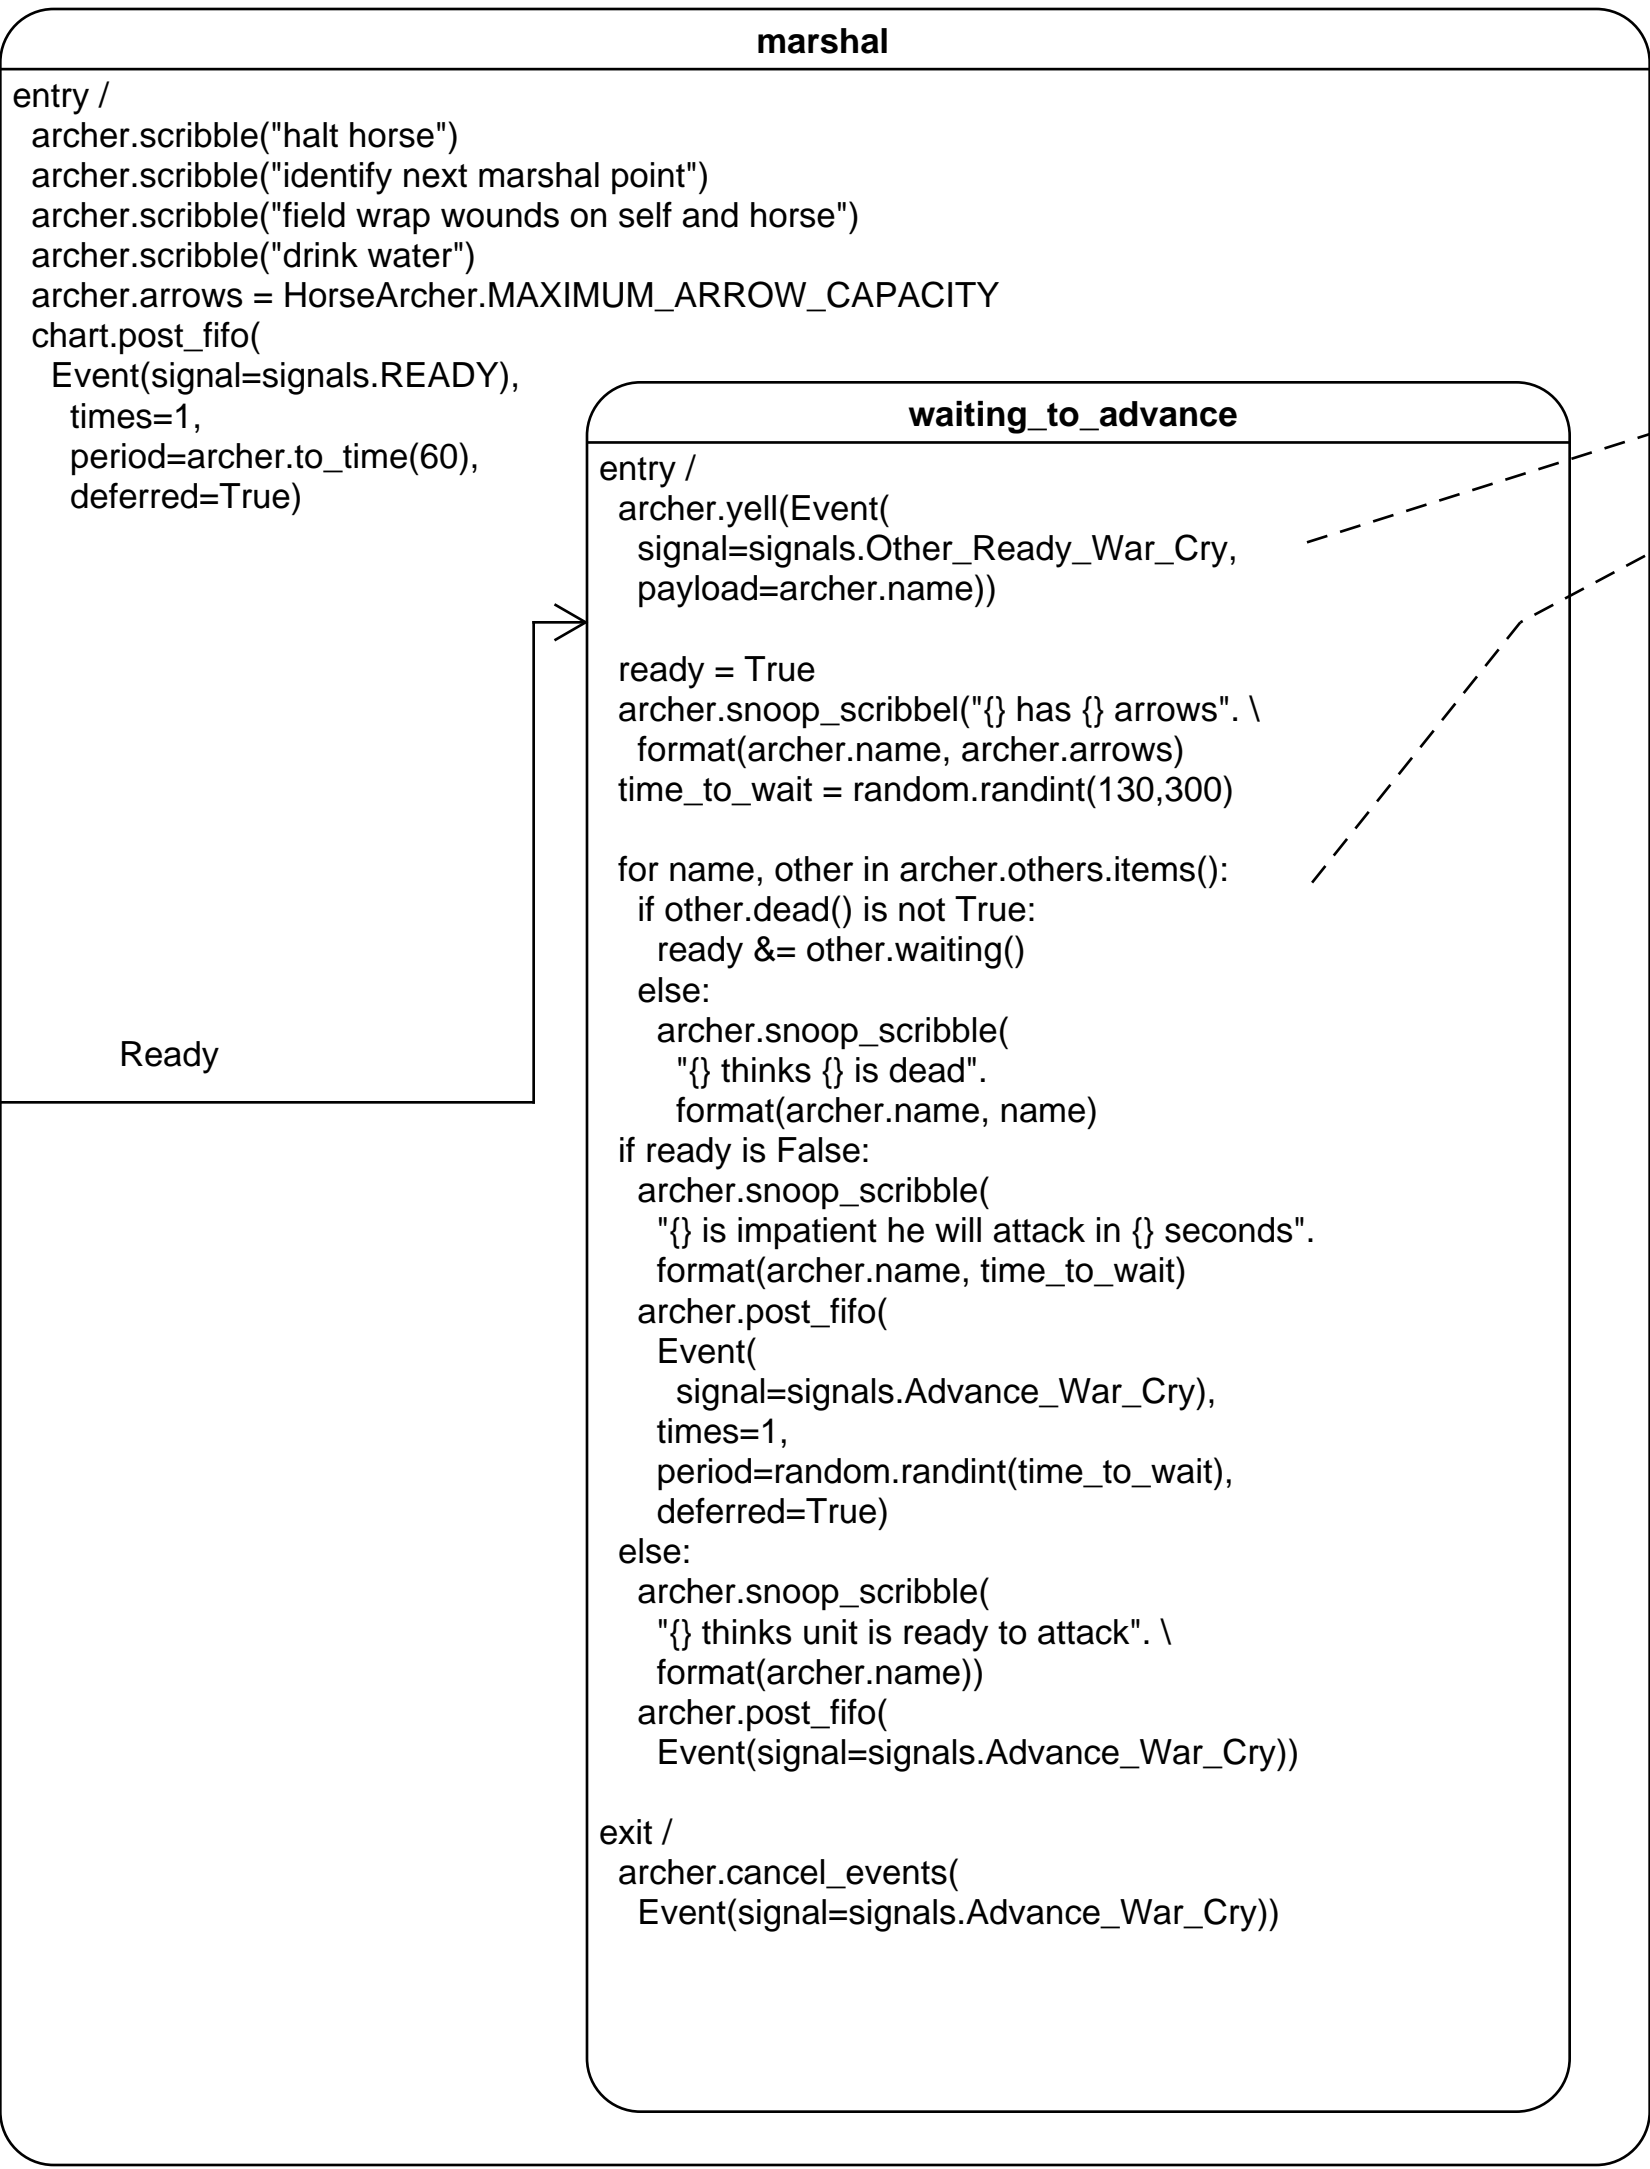 marshal
entry /
archer.scribble("halt horse")
archer.scribble("identify next marshal point")
archer.scribble("field wrap wounds on self and horse")
archer.scribble("drink water")
archer.arrows = HorseArcher.MAXIMUM_ARROW_CAPACITY
chart.post_fifo(
Event(signal=signals.READY),
times=1,
period=archer.to_time(60),
deferred=True)
Ready
waiting_to_advance
entry /
archer.yell(Event(
signal=signals.Other_Ready_War_Cry,
payload=archer.name))
ready = True
archer.snoop_scribbel("{} has {} arrows". \
format(archer.name, archer.arrows)
time_to_wait = random.randint(130,300)
for name, other in archer.others.items():
if other.dead() is not True:
ready &= other.waiting()
else:
archer.snoop_scribble(
"{} thinks {} is dead".
format(archer.name, name)
if ready is False:
archer.snoop_scribble(
"{} is impatient he will attack in {} seconds".
format(archer.name, time_to_wait)
archer.post_fifo(
Event(
signal=signals.Advance_War_Cry),
times=1,
period=random.randint(time_to_wait),
deferred=True)
else:
archer.snoop_scribble(
"{} thinks unit is ready to attack". \
format(archer.name))
archer.post_fifo(
Event(signal=signals.Advance_War_Cry))
exit /
archer.cancel_events(
Event(signal=signals.Advance_War_Cry))